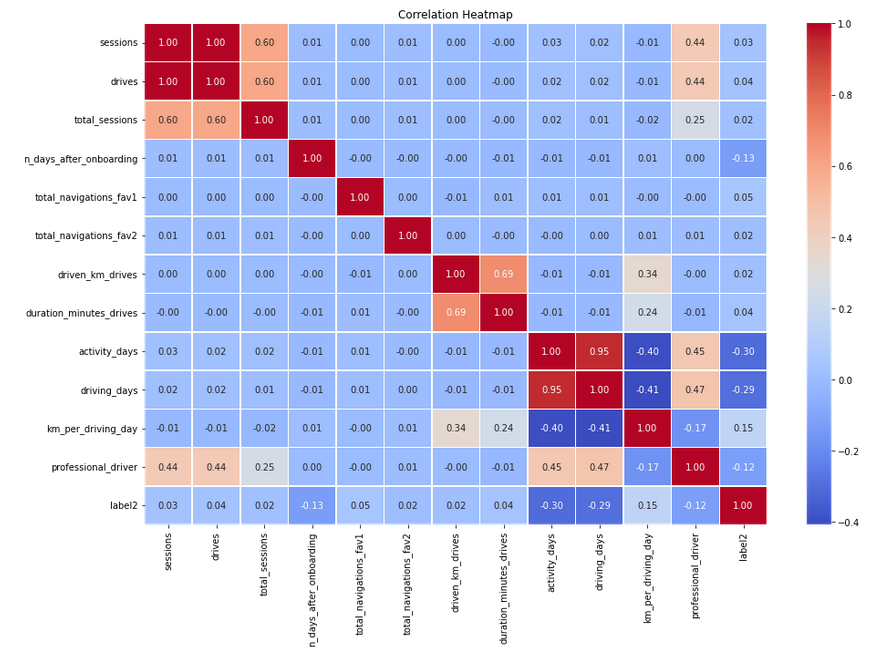 Correlation Heatmap
sessions 1.00 1.00 0.60 0.01 0.00 0.01 0.00 -0.00 0.03 0.02 -0.01 0.44 0.03
drives 1.00 1.00 0.60 0.01 0.00 0.01 0.00 -0.00 0.02 0.02 -0.01 0.44 0.04
total_sessions 0.60 0.60 1.00 0.01 0.00 0.01 0.00 -0.00 0.02 0.01 -0.02 0.25 0.02
n_days_after_onboarding 0.01 0.01 0.01 1.00 -0.00 -0.00 -0.00 -0.01 -0.01 -0.01 0.01 0.00 -0.13
total_navigations_fav1 0.00 0.00 0.00 -0.00 1.00 0.00 -0.01 0.01 0.01 0.01 -0.00 -0.00 0.05
total_navigations_fav2 0.01 0.01 0.01 -0.00 0.00 1.00 0.00 -0.00 -0.00 0.00 0.01 0.01 0.02
driven_km_drives 0.00 0.00 0.00 -0.00 -0.01 0.00 1.00 0.69 -0.01 -0.01 0.34 -0.00 0.02
duration_minutes_drives -0.00 -0.00 -0.00 -0.01 0.01 -0.00 0.69 1.00 -0.01 -0.01 0.24 -0.01 0.04
activity_days 0.03 0.02 0.02 -0.01 0.01 -0.00 -0.01 -0.01 1.00 0.95 -0.40 0.45 -0.30
driving_days 0.02 0.02 0.01 -0.01 0.01 0.00 -0.01 -0.01 0.95 1.00 -0.41 0.47 -0.29
km_per_driving_day -0.01 -0.01 -0.02 0.01 -0.00 0.01 0.34 0.24 -0.40 -0.41 1.00 -0.17 0.15
professional_driver 0.44 0.44 0.25 0.00 -0.00 0.01 -0.00 -0.01 0.45 0.47 -0.17 1.00 -0.12
label2 0.03 0.04 0.02 -0.13 0.05 0.02 0.02 0.04 -0.30 -0.29 0.15 -0.12 1.00
sessions
drives
total_sessions
n_days_after_onboarding
total_navigations_fav1
total_navigations_fav2
driven_km_drives
duration_minutes_drives
activity_days
driving_days
km_per_driving_day
professional_driver
label2
1.0
0.8
0.6
0.4
0.2
0.0
−0.2
−0.4